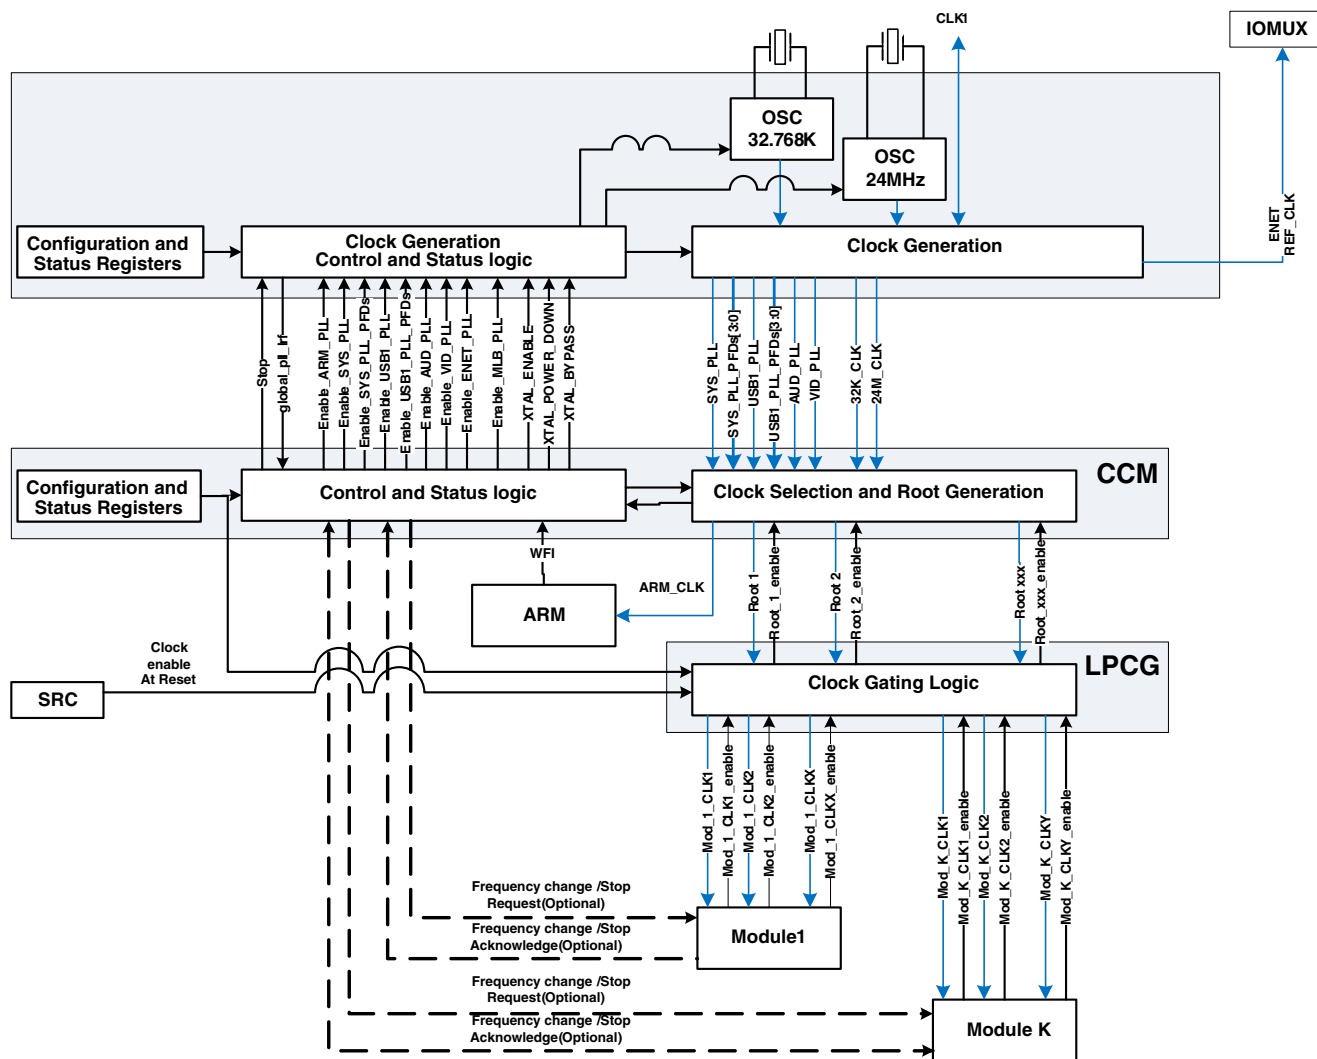 CLK1
IOMUX
OSC
32.768K
OSC
24MHz
ENET
REF_CLK
Configuration and
Status Registers
Clock Generation
Control and Status logic
Clock Generation
Stop
global_pll_lrf
Enable_ARM_PLL
Enable_SYS_PLL
Enable_SYS_PLL_PFDs
Enable_USB1_PLL
Enable_USB1_PLL_PFDs
Enable_AUD_PLL
Enable_VID_PLL
Enable_ENET_PLL
Enable_MLB_PLL
XTAL_ENABLE
XTAL_POWER_DOWN
XTAL_BYPASS
SYS_PLL
SYS_PLL_PFDs[3:0]
USB1_PLL
USB1_PLL_PFDs[3:0]
AUD_PLL
VID_PLL
32K_CLK
24M_CLK
Configuration and
Status Registers
Control and Status logic
Clock Selection and Root Generation
CCM
WFI
ARM
ARM_CLK
Root 1
Root_1_enable
Root 2
Root_2_enable
Root xxx
Root_xxx_enable
Clock
enable
At Reset
SRC
Clock Gating Logic
LPCG
Mod_1_CLK1
Mod_1_CLK1_enable
Mod_1_CLK2
Mod_1_CLK2_enable
Mod_1_CLKX
Mod_1_CLKX_enable
Mod_K_CLK1
Mod_K_CLK1_enable
Mod_K_CLK2
Mod_K_CLK2_enable
Mod_K_CLKY
Mod_K_CLKY_enable
Frequency change /Stop
Request(Optional)
Frequency change /Stop
Acknowledge(Optional)
Module1
Frequency change /Stop
Request(Optional)
Frequency change /Stop
Acknowledge(Optional)
Module K